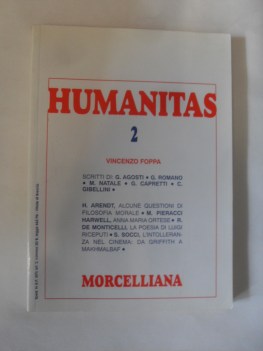 HUMANITAS
2
VINCENZO FOPPA
SCRITTI DI G. AGOSTI • G. ROMANO
• M. NATALE • G. CAPRETTI • C.
GIBELLINI •
H. ARENDT, ALCUNE QUESTIONI DI
FILOSOFIA MORALE • M. PIERACCI
HARWELL, ANNA MARIA ORTESE • R.
DE MONTICELLI, LA POESIA DI LUIGI
RICEPUTI • S. SOCCI, L'INTOLLERAN-
ZA NEL CINEMA: DA GRIFFITH A
MAKHMALBAF •
MORCELLIANA